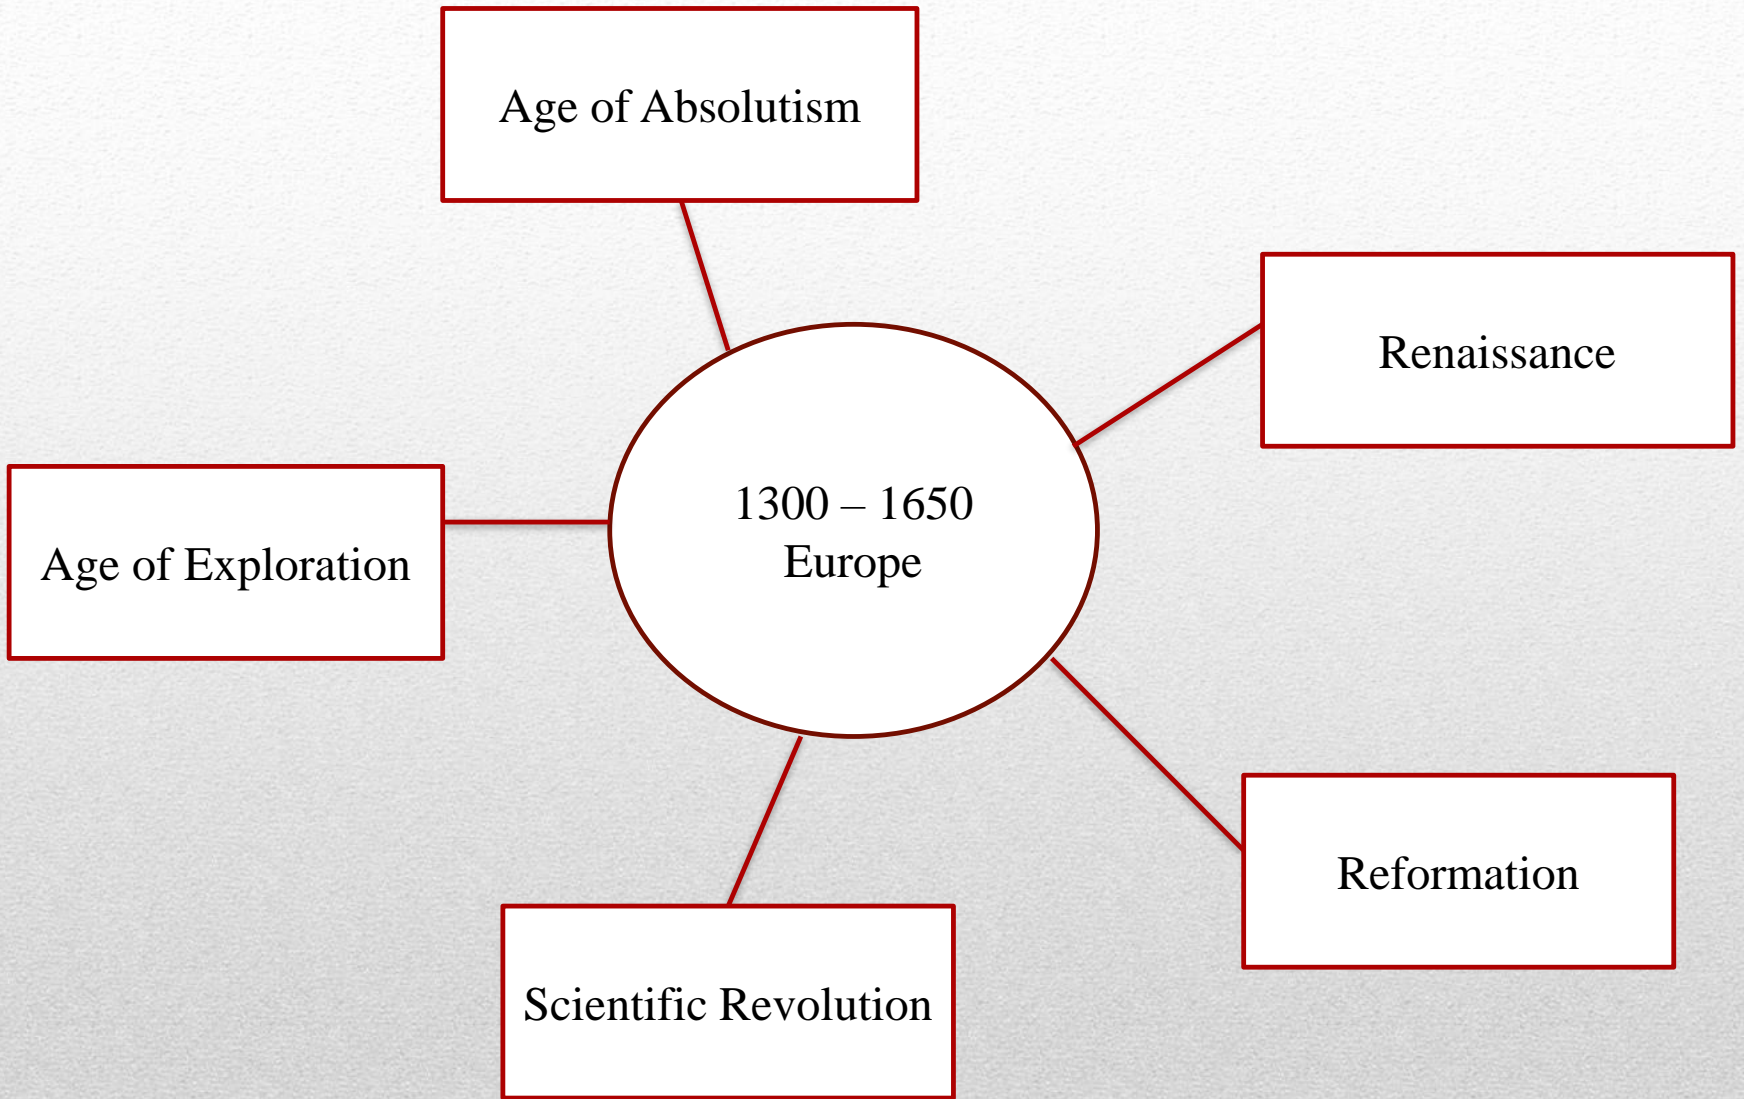 Age of Absolutism
Renaissance
1300 – 1650
Europe
Age of Exploration
Reformation
Scientific Revolution